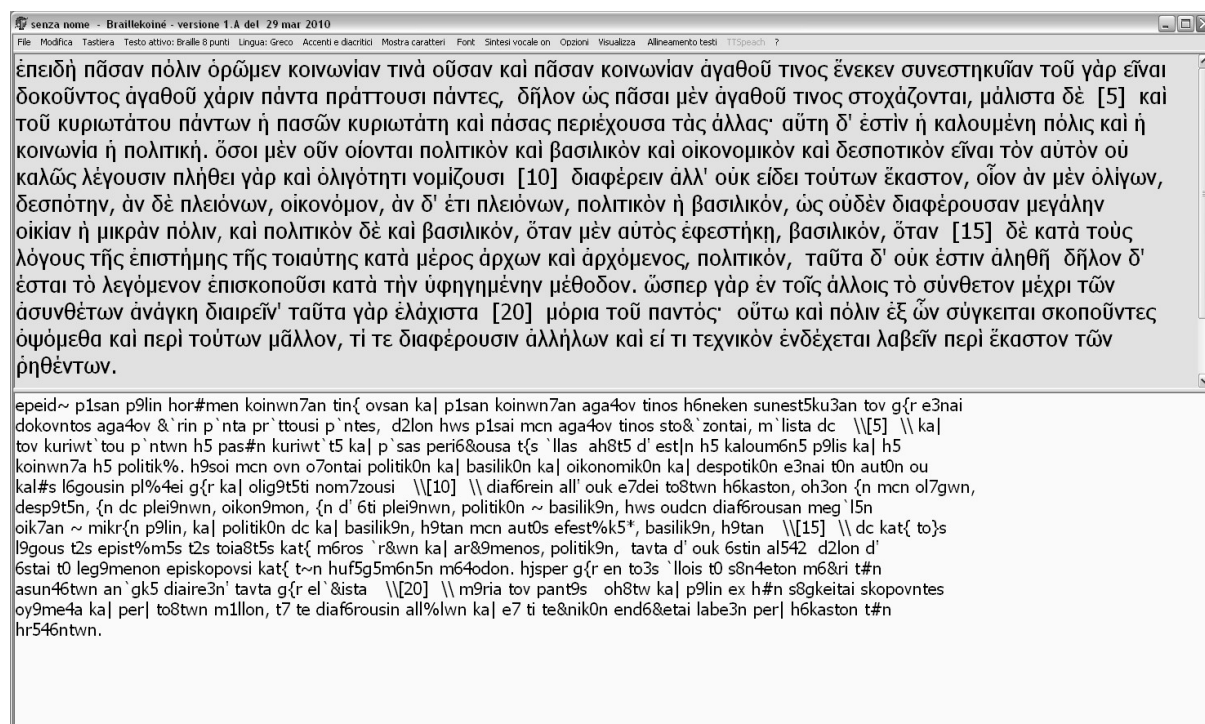 senza nome - Braillekoiné - versione 1.A del 29 mar 2010
File Modifica Tastiera Testo attivo: Braille 8 punti Lingua: Greco Accenti e diacritici Mostra caratteri Font Sintesi vocale on Opzioni Visualizza Allineamento testi TTSpeach ?
ἐπειδὴ πᾶσαν πόλιν ὁρῶμεν κοινωνίαν τινὰ οὖσαν καὶ πᾶσαν κοινωνίαν ἀγαθοῦ τινος ἕνεκεν συνεστηκυῖαν τοῦ γὰρ εἶναι
δοκοῦντος ἀγαθοῦ χάριν πάντα πράττουσι πάντες, δῆλον ὡς πᾶσαι μὲν ἀγαθοῦ τινος στοχάζονται, μάλιστα δὲ [5] καὶ
τοῦ κυριωτάτου πάντων ἡ πασῶν κυριωτάτη καὶ πάσας περιέχουσα τὰς ἄλλας· αὕτη δ' ἐστὶν ἡ καλουμένη πόλις καὶ ἡ
κοινωνία ἡ πολιτική. ὅσοι μὲν οὖν οἴονται πολιτικὸν καὶ βασιλικὸν καὶ οἰκονομικὸν καὶ δεσποτικὸν εἶναι τὸν αὐτὸν οὐ
καλῶς λέγουσιν πλήθει γὰρ καὶ ὀλιγότητι νομίζουσι [10] διαφέρειν ἀλλ' οὐκ εἴδει τούτων ἕκαστον, οἷον ἂν μὲν ὀλίγων,
δεσπότην, ἂν δὲ πλειόνων, οἰκονόμον, ἂν δ' ἔτι πλειόνων, πολιτικὸν ἢ βασιλικόν, ὡς οὐδὲν διαφέρουσαν μεγάλην
οἰκίαν ἢ μικρὰν πόλιν, καὶ πολιτικὸν δὲ καὶ βασιλικόν, ὅταν μὲν αὐτὸς ἐφεστήκῃ, βασιλικόν, ὅταν [15] δὲ κατὰ τοὺς
λόγους τῆς ἐπιστήμης τῆς τοιαύτης κατὰ μέρος ἄρχων καὶ ἀρχόμενος, πολιτικόν, ταῦτα δ' οὐκ ἔστιν ἀληθῆ δῆλον δ'
ἔσται τὸ λεγόμενον ἐπισκοποῦσι κατὰ τὴν ὑφηγημένην μέθοδον. ὥσπερ γὰρ ἐν τοῖς ἄλλοις τὸ σύνθετον μέχρι τῶν
ἀσυνθέτων ἀνάγκη διαιρεῖν' ταῦτα γὰρ ἐλάχιστα [20] μόρια τοῦ παντός· οὕτω καὶ πόλιν ἐξ ὧν σύγκειται σκοποῦντες
ὀψόμεθα καὶ περὶ τούτων μᾶλλον, τί τε διαφέρουσιν ἀλλήλων καὶ εἴ τι τεχνικὸν ἐνδέχεται λαβεῖν περὶ ἕκαστον τῶν
ῥηθέντων.
epeid~ p1san p9lin hor#men koinwn7an tin{ ovsan ka| p1san koinwn7an aga4ov tinos h6neken sunest5ku3an tov g{r e3nai
dokovntos aga4ov &`rin p`nta pr`ttousi p`ntes, d2lon hws p1sai mcn aga4ov tinos sto&`zontai, m`lista dc \\[5] \\ ka|
tov kuriwt`tou p`ntwn h5 pas#n kuriwt`t5 ka| p`sas peri6&ousa t{s `llas ah8t5 d' est|n h5 kaloum6n5 p9lis ka| h5
koinwn7a h5 politik%. h9soi mcn ovn o7ontai politik0n ka| basilik0n ka| oikonomik0n ka| despotik0n e3nai t0n aut0n ou
kal#s l6gousin pl%4ei g{r ka| olig9t5ti nom7zousi \\[10] \\ diaf6rein all' ouk e7dei to8twn h6kaston, oh3on {n mcn ol7gwn,
desp9t5n, {n dc plei9nwn, oikon9mon, {n d' 6ti plei9nwn, politik0n ~ basilik9n, hws oudcn diaf6rousan meg`l5n
oik7an ~ mikr{n p9lin, ka| politik0n dc ka| basilik9n, h9tan mcn aut0s efest%k5*, basilik9n, h9tan \\[15] \\ dc kat{ to}s
l9gous t2s epist%m5s t2s toia8t5s kat{ m6ros `r&wn ka| ar&9menos, politik9n, tavta d' ouk 6stin al542 d2lon d'
6stai t0 leg9menon episkopovsi kat{ t~n huf5g5m6n5n m64odon. hjsper g{r en to3s `llois t0 s8n4eton m6&ri t#n
asun46twn an`gk5 diaire3n' tavta g{r el`&ista \\[20] \\ m9ria tov pant9s oh8tw ka| p9lin ex h#n s8gkeitai skopovntes
oy9me4a ka| per| to8twn m1llon, t7 te diaf6rousin all%lwn ka| e7 ti te&nik0n end6&etai labe3n per| h6kaston t#n
hr546ntwn.